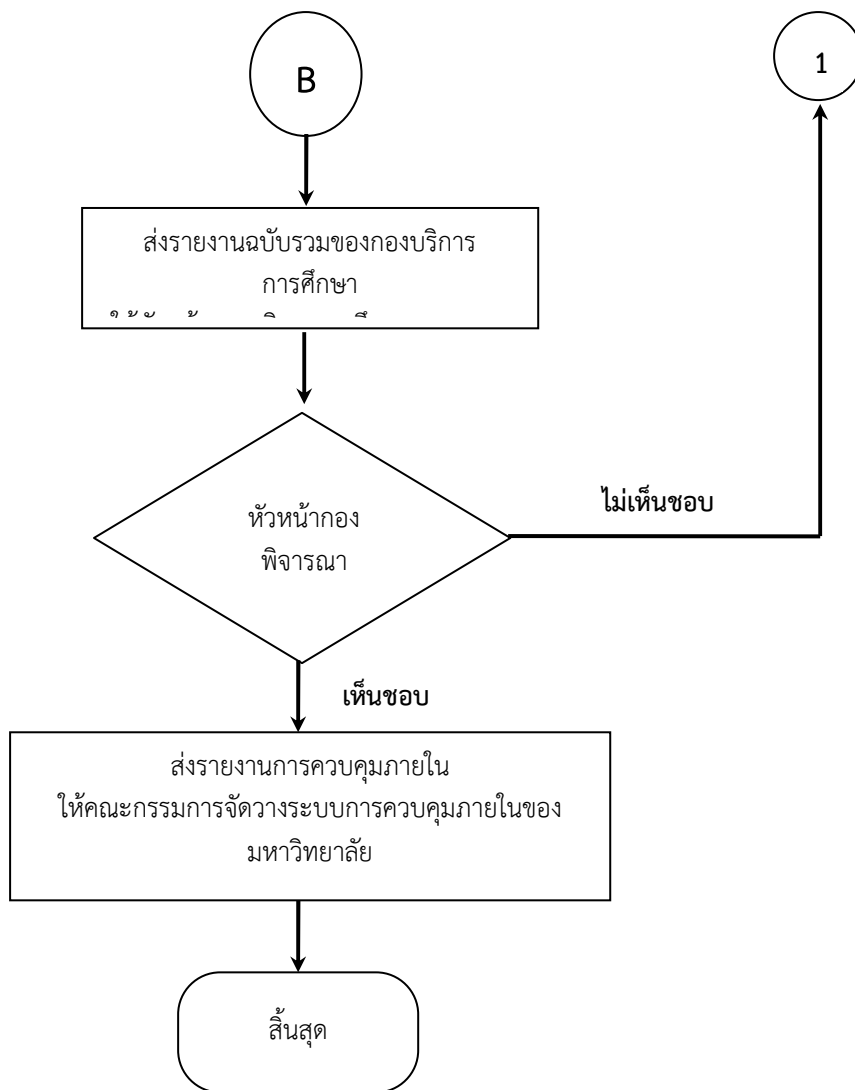 B
1
ส่งรายงานฉบับรวมของกองบริการ
การศึกษา
ไม่เห็นชอบ
หัวหน้ากอง
พิจารณา
เห็นชอบ
ส่งรายงานการควบคุมภายใน
ให้คณะกรรมการจัดวางระบบการควบคุมภายในของ
มหาวิทยาลัย
สิ้นสุด